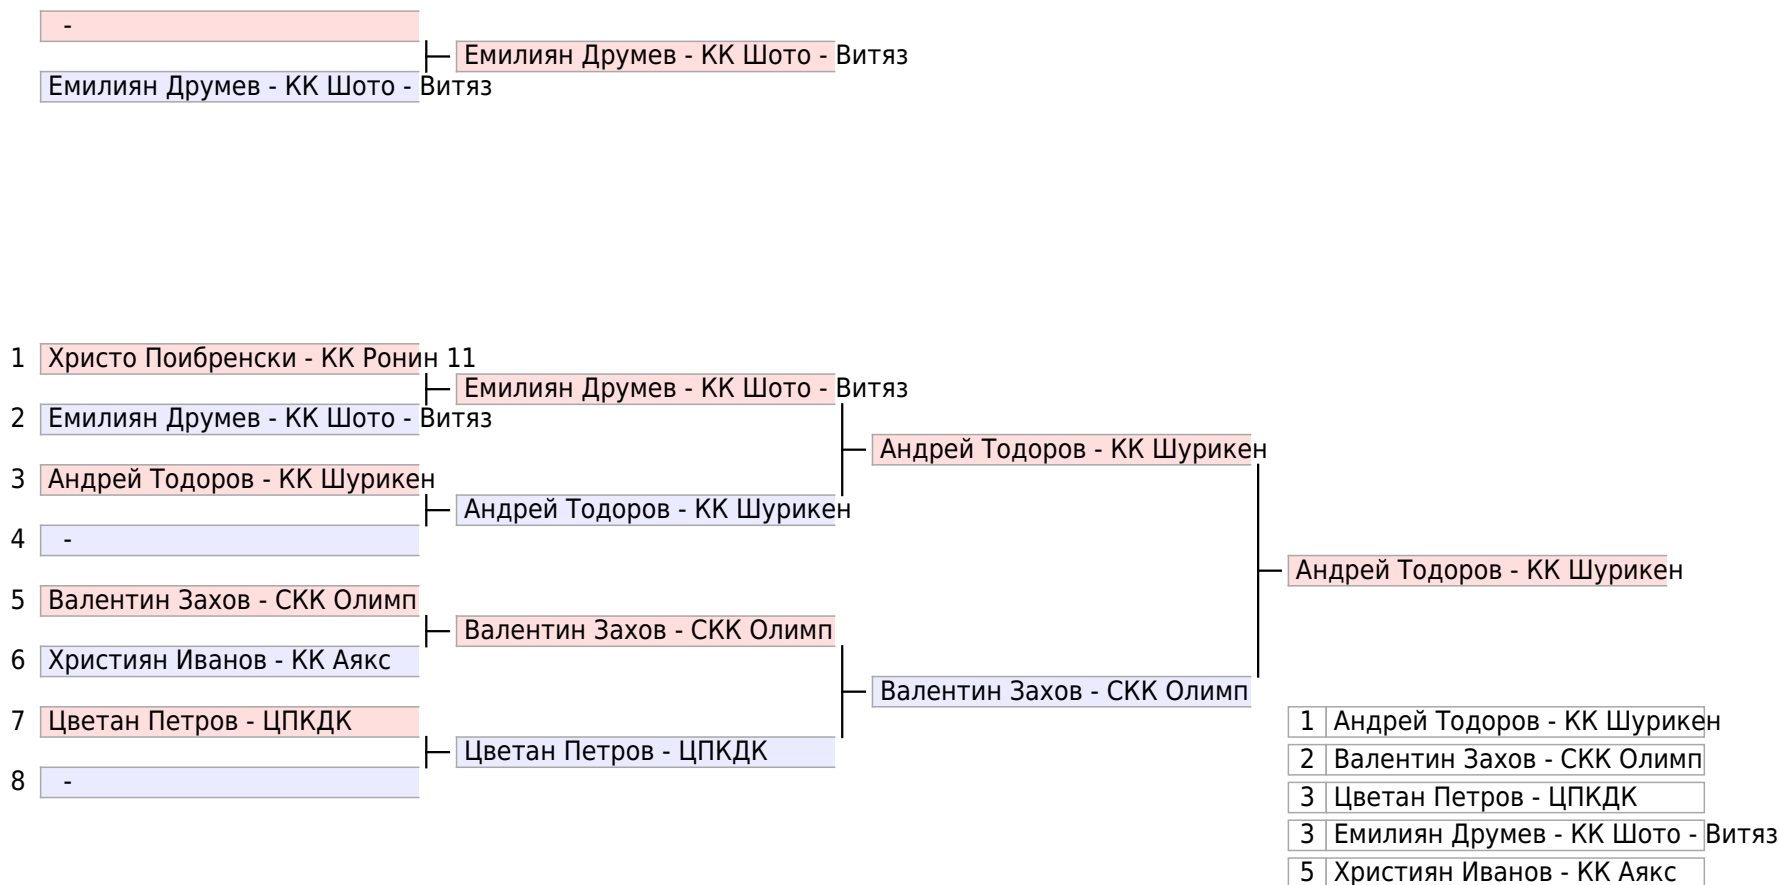 -
Емилиян Друмев - КК Шото - Витяз
Емилиян Друмев - КК Шото - Витяз
1 Христо Поибренски - КК Ронин 11
Емилиян Друмев - КК Шото - Витяз
2 Емилиян Друмев - КК Шото - Витяз
Андрей Тодоров - КК Шурикен
3 Андрей Тодоров - КК Шурикен
Андрей Тодоров - КК Шурикен
4 -
Андрей Тодоров - КК Шурикен
5 Валентин Захов - СКК Олимп
Валентин Захов - СКК Олимп
6 Християн Иванов - КК Аякс
Валентин Захов - СКК Олимп
7 Цветан Петров - ЦПКДК
Цветан Петров - ЦПКДК
8 -
1 Андрей Тодоров - КК Шурикен
2 Валентин Захов - СКК Олимп
3 Цветан Петров - ЦПКДК
3 Емилиян Друмев - КК Шото - Витяз
5 Християн Иванов - КК Аякс